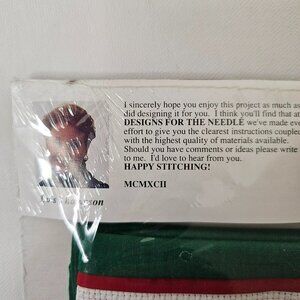 I sincerely hope you enjoy this project as much as
did designing it for you. I think you'll find that at
DESIGNS FOR THE NEEDLE we've made eve
effort to give you the clearest instructions couple
with the highest quality of materials available.
Should you have comments or ideas please write
to me. I'd love to hear from you.
HAPPY STITCHING!
MCMXCII